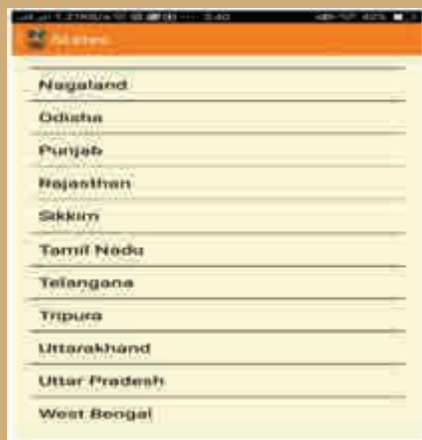 States
Nagaland
Odisha
Punjab
Rajasthan
Sikkim
Tamil Nadu
Telangana
Tripura
Uttarakhand
Uttar Pradesh
West Bengal